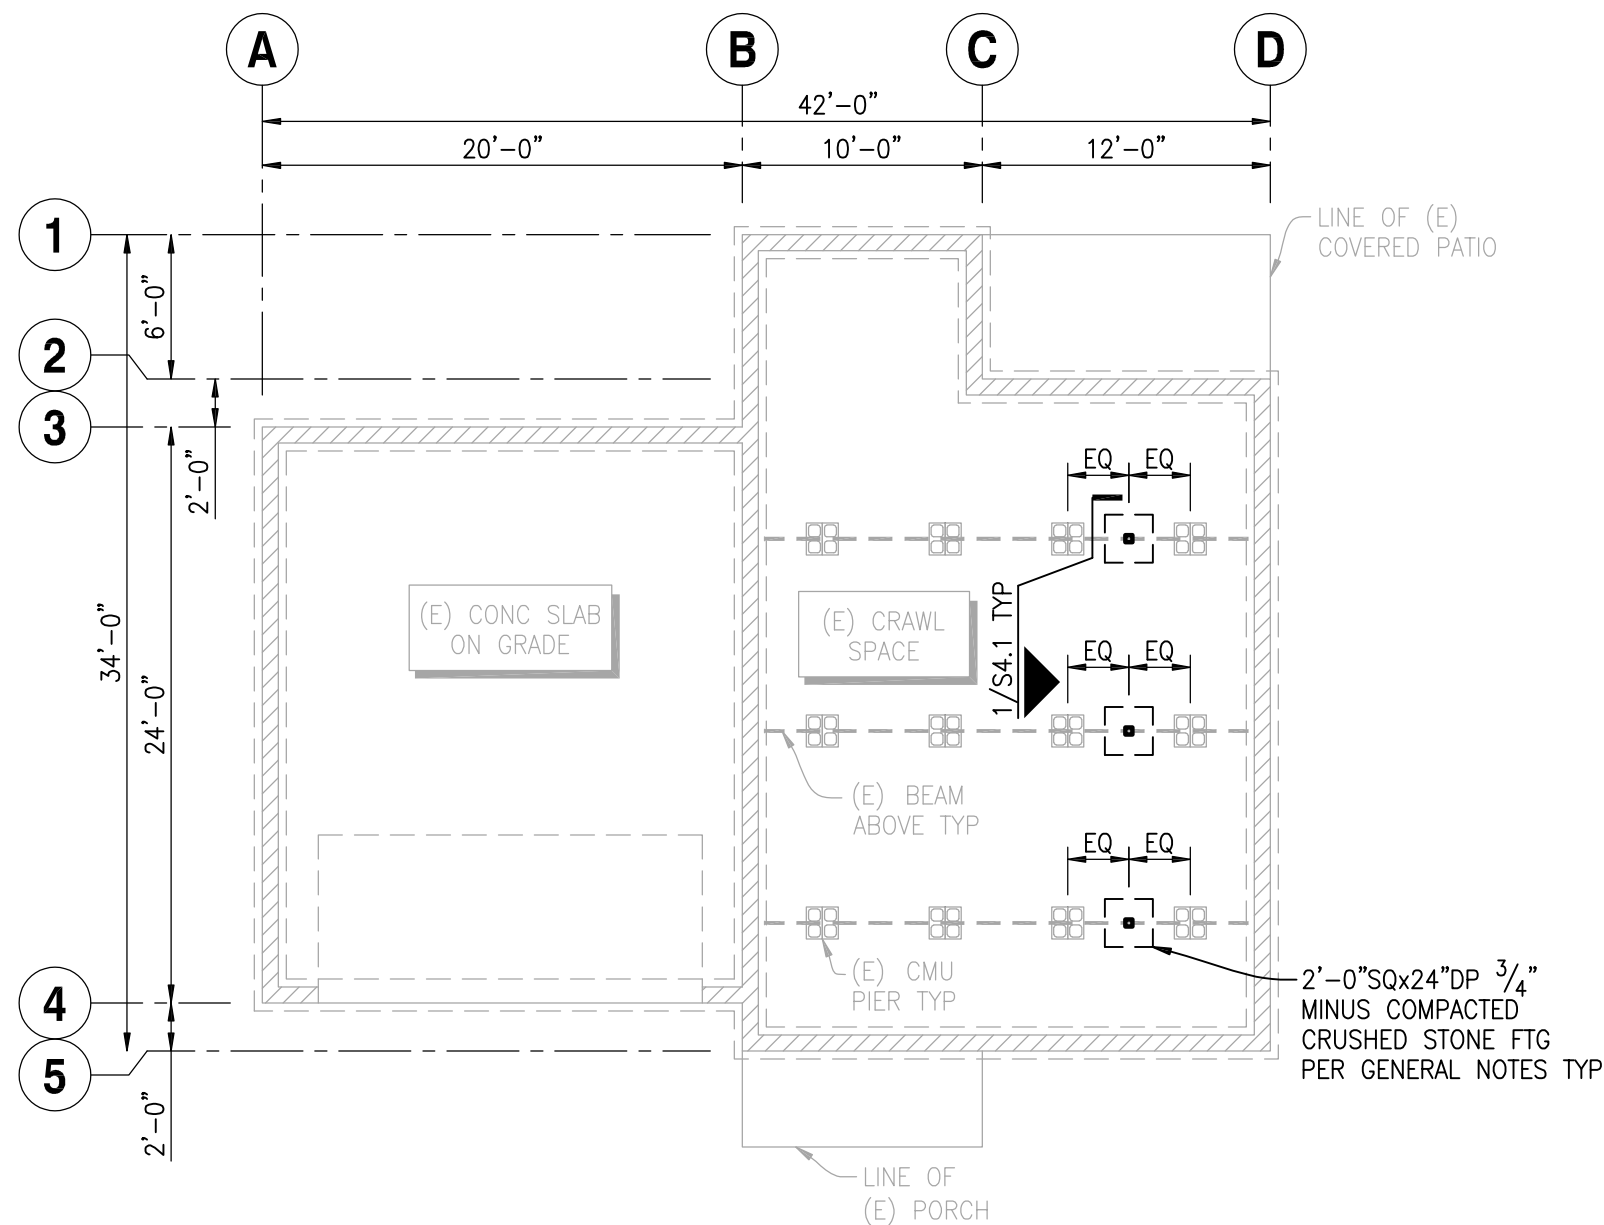 A
B
C
D
42'-0"
20'-0"
10'-0"
12'-0"
1
2
3
4
5
6'-0"
2'-0"
34'-0"
24'-0"
2'-0"
LINE OF (E)
COVERED PATIO
EQ
EQ
(E) CONC SLAB
ON GRADE
(E) CRAWL
SPACE
1/S4.1 TYP
EQ
EQ
(E) BEAM
ABOVE TYP
EQ
EQ
(E) CMU
PIER TYP
2'-0"SQx24"DP 3/4"
MINUS COMPACTED
CRUSHED STONE FTG
PER GENERAL NOTES TYP
LINE OF
(E) PORCH